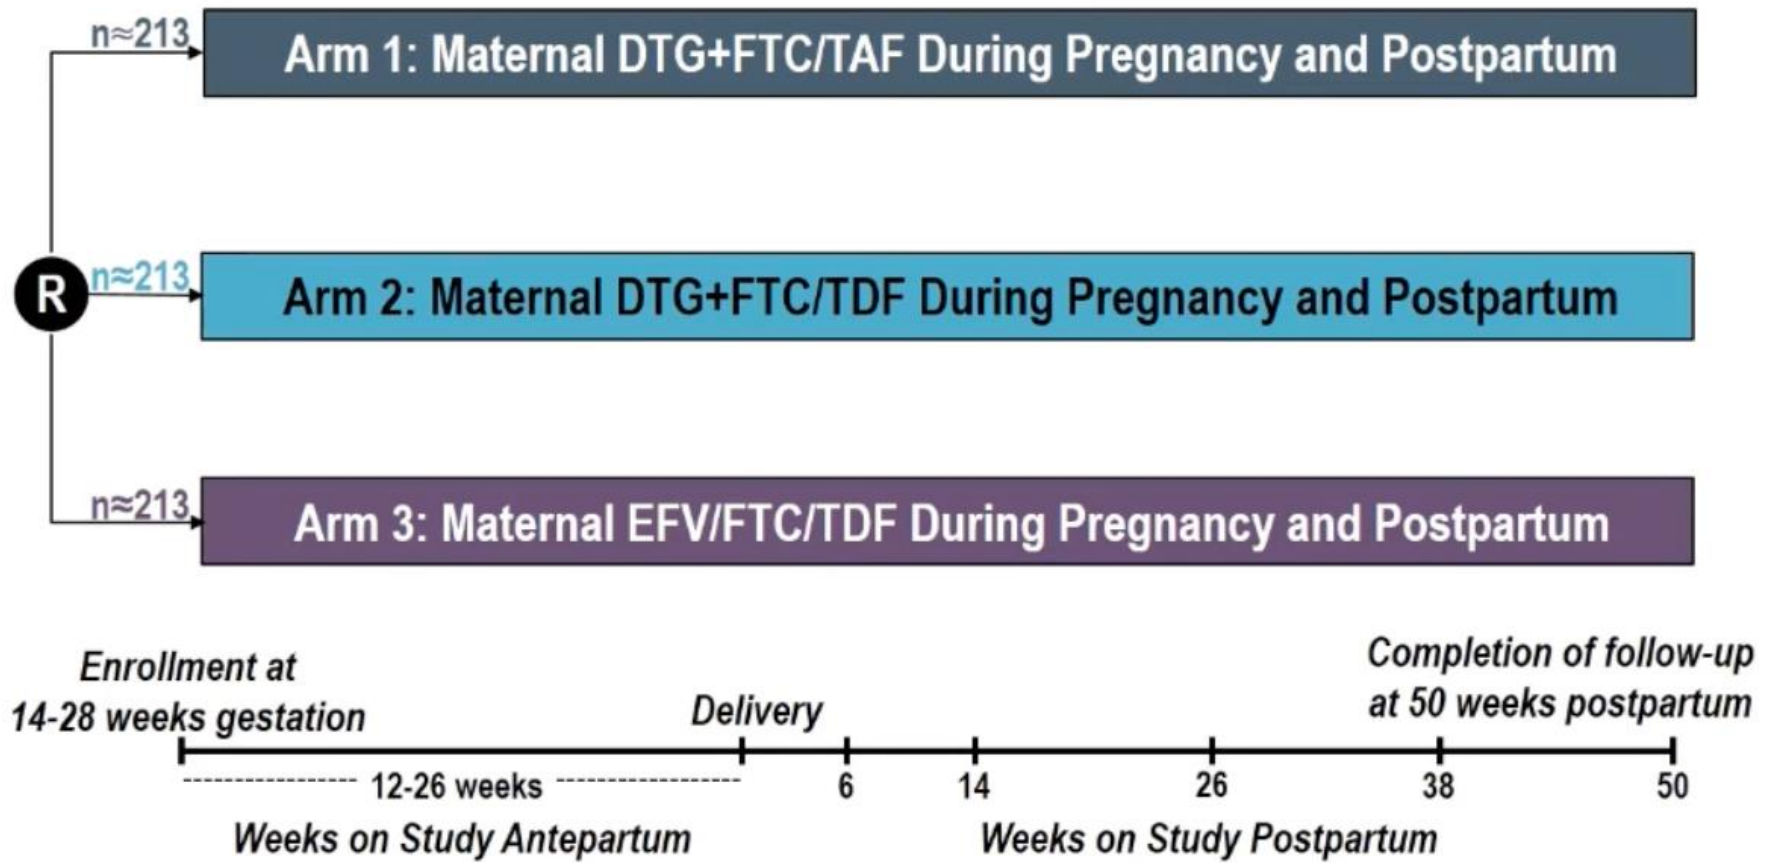 n≈213
Arm 1: Maternal DTG+FTC/TAF During Pregnancy and Postpartum
R
n≈213
Arm 2: Maternal DTG+FTC/TDF During Pregnancy and Postpartum
n≈213
Arm 3: Maternal EFV/FTC/TDF During Pregnancy and Postpartum
Enrollment at
14-28 weeks gestation
Delivery
Completion of follow-up
at 50 weeks postpartum
12-26 weeks
6
14
26
38
50
Weeks on Study Antepartum
Weeks on Study Postpartum